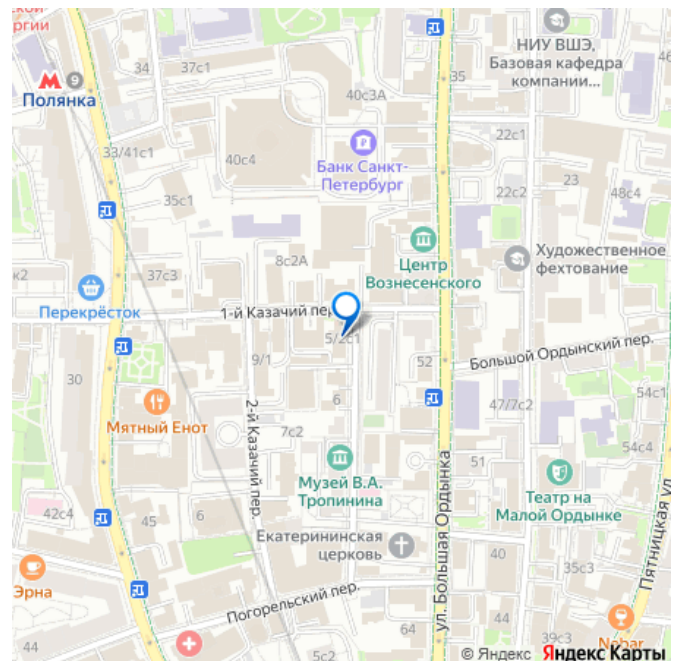 ской
ургии
34
37с1
9
Полянка
35
НИУ ВШЭ,
Базовая кафедра
компании...
40с3А
33/41с1
22с1
Банк Санкт-
Петербург
40с4
35с1
22с2
23
48с4
Центр
Вознесенского
Художественное
фехтование
8с2А
к2
37с3
Перекрёсток
1-й Казачий пер.
5/2с1
9/1
52
Большой Ордынский пер.
30
6
54с1
47/7с2
Мятный Енот
2-й Казачий пер.
7с2
54с4
51
Музей В.А.
Тропинина
ул. Большая Ордынка
Театр на
Малой Ордынке
Пятницкая ул.
42с4
45
6
Екатерининская
церковь
40
Эрна
Погорельский пер.
64
39с3
Nebar
44
5с2
44
© Яндекс Яндекс Карты